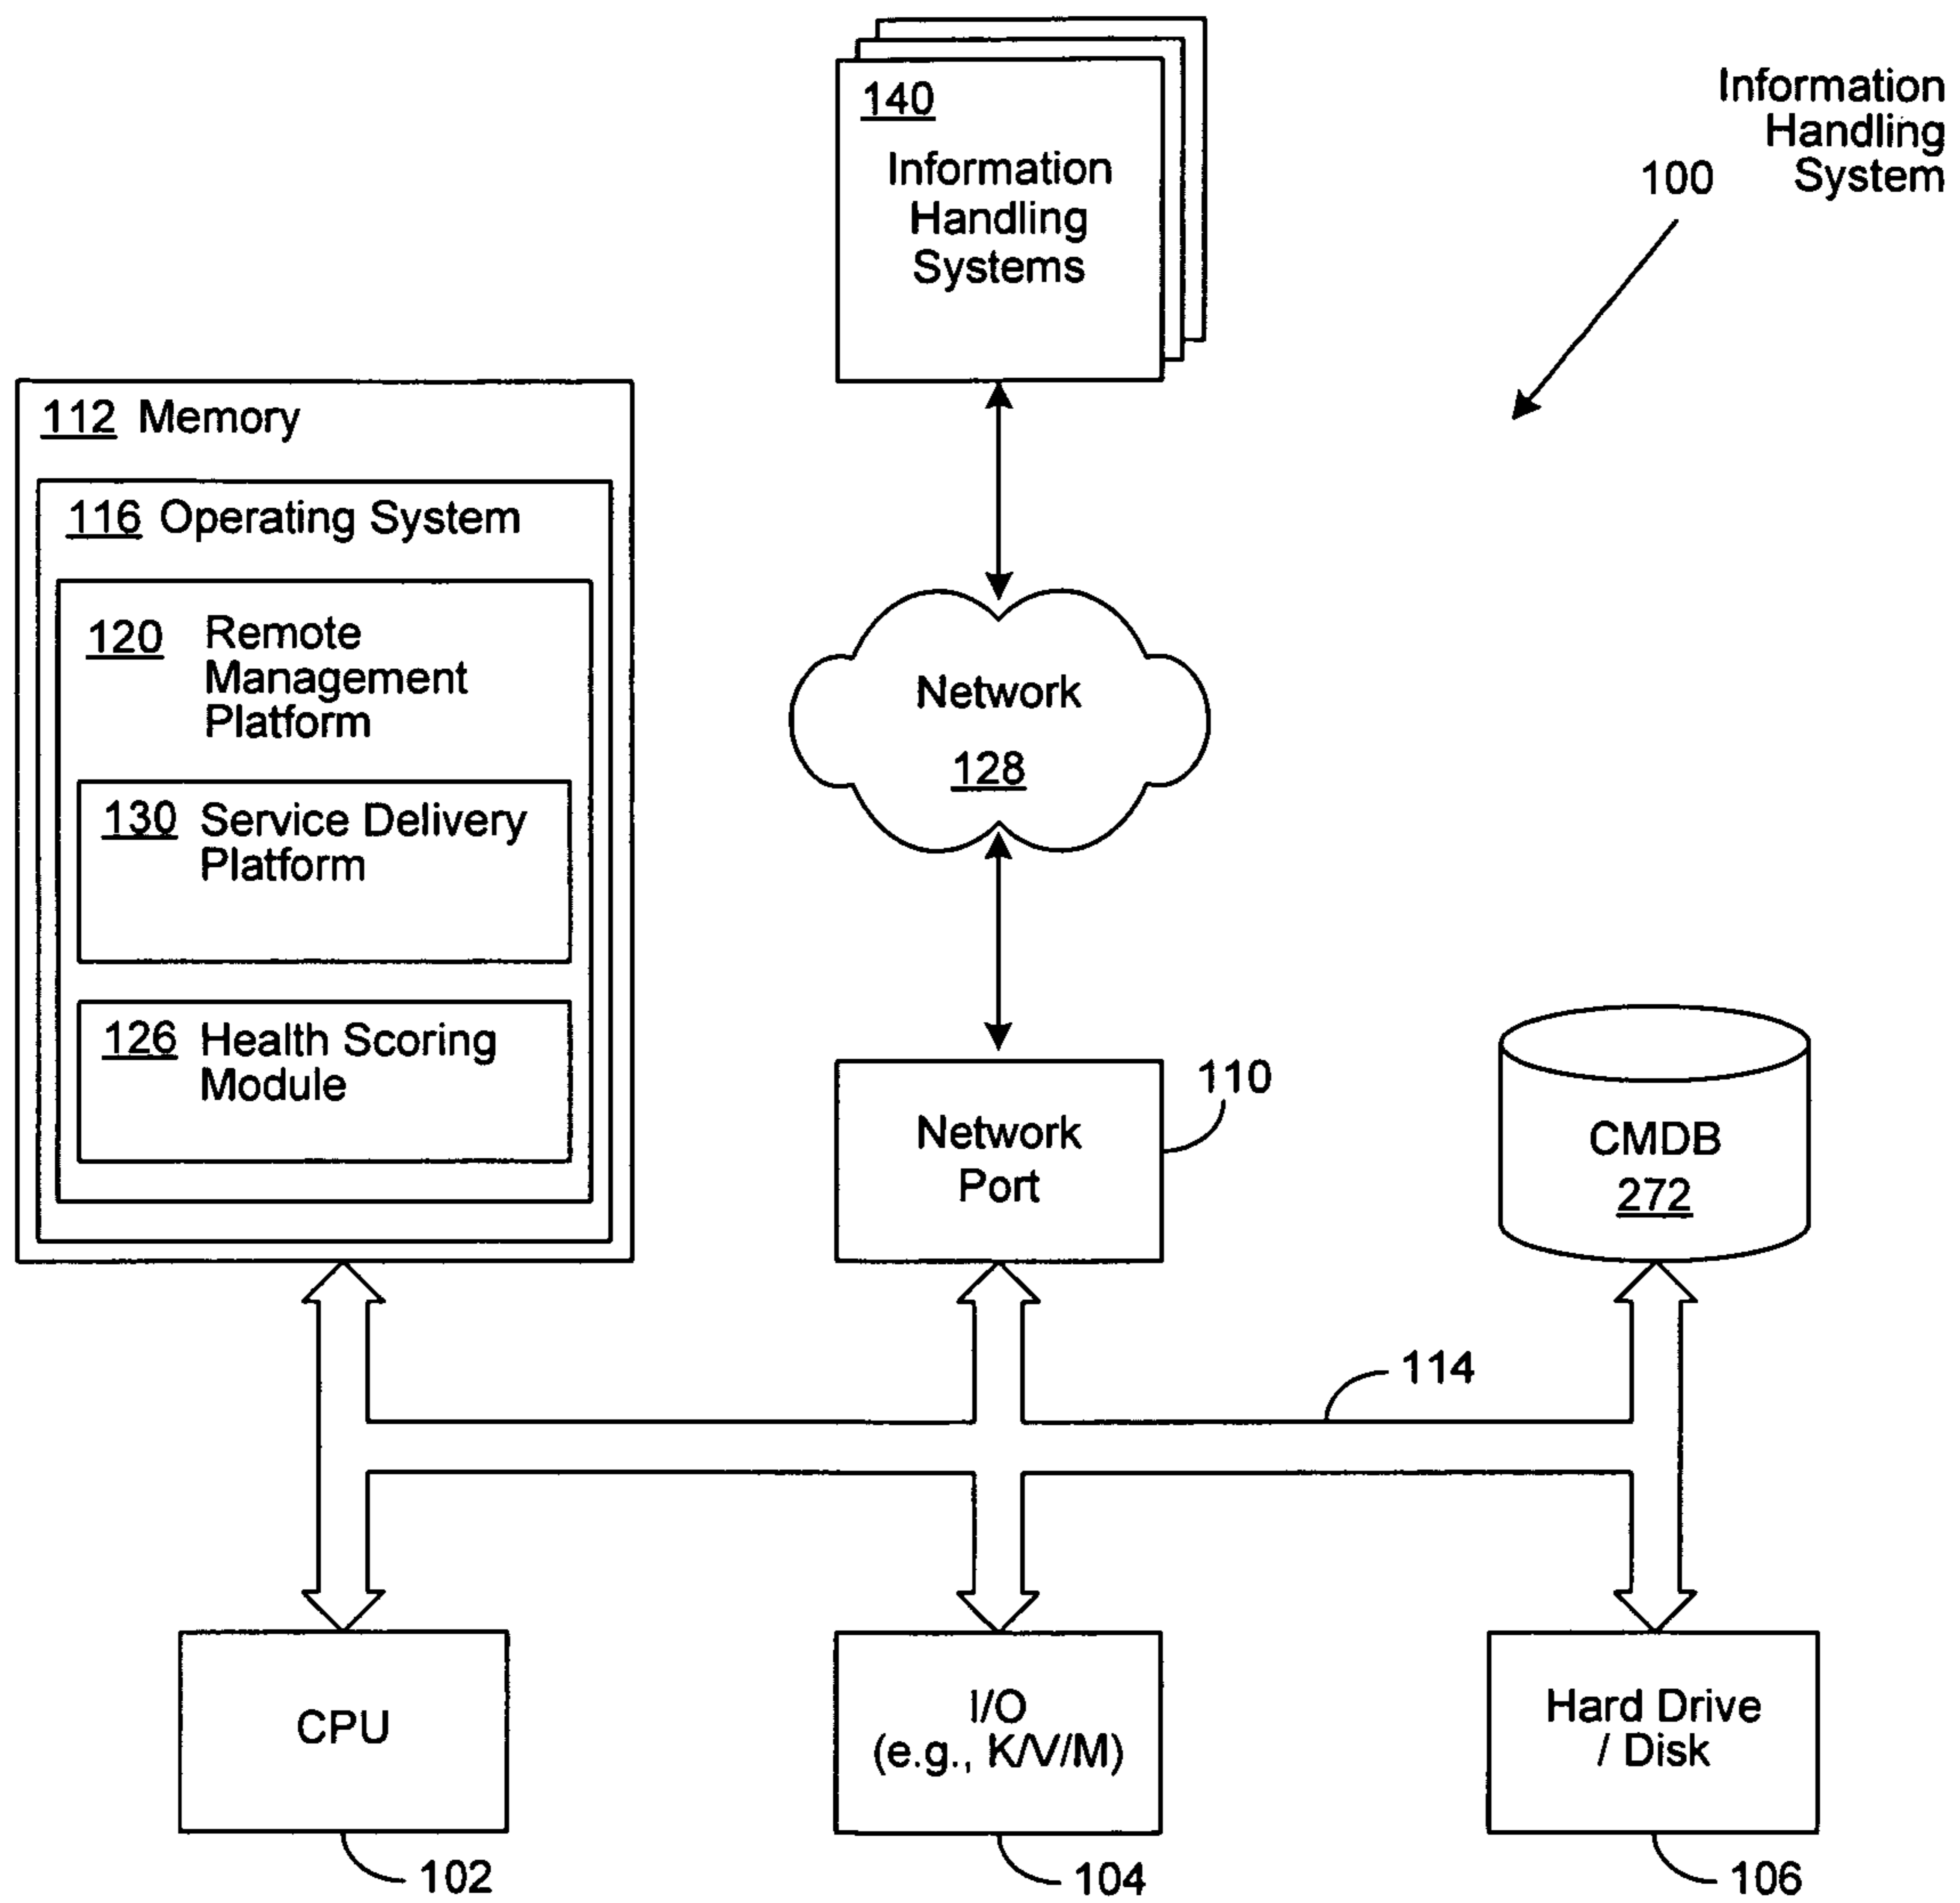 140
Information
Handling
Systems
Information
Handling
System
100
112 Memory
116 Operating System
120 Remote
Management
Platform
130 Service Delivery
Platform
126 Health Scoring
Module
Network
128
Network
Port
110
CMDB
272
114
CPU
102
I/O
(e.g., K/V/M)
104
Hard Drive
/ Disk
106